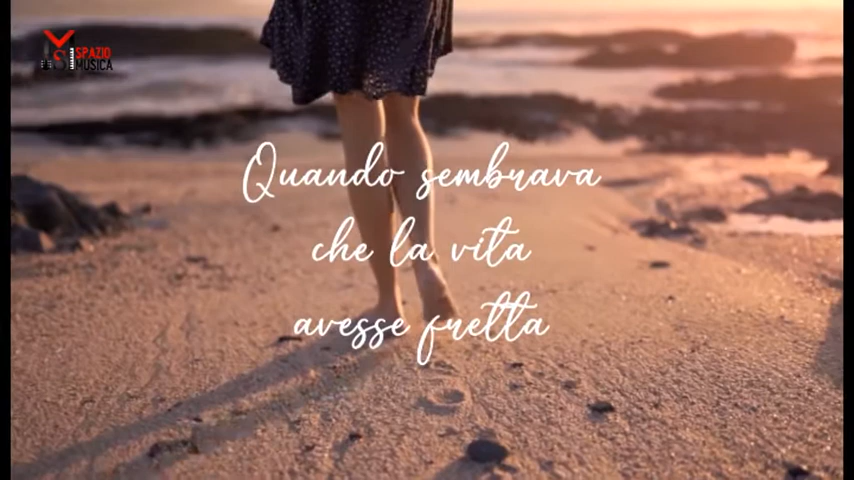 SPAZIO
MUSICA
Quando sembrava
che la vita
avesse fretta